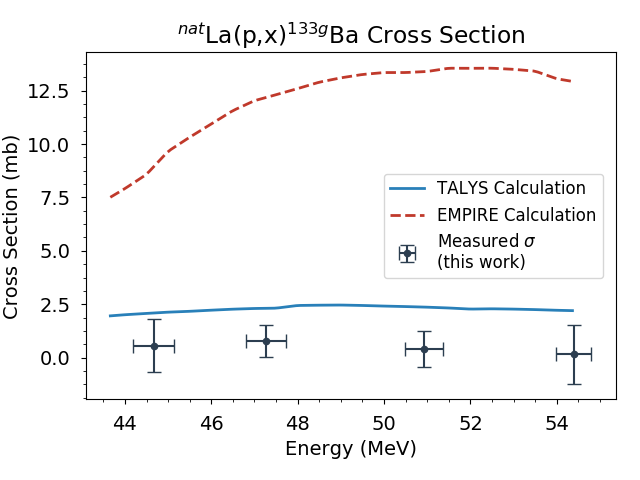 natLa(p,x)133gBa Cross Section
Cross Section (mb)
12.5
10.0
7.5
5.0
2.5
0.0
TALYS Calculation
EMPIRE Calculation
Measured σ
(this work)
44 46 48 50 52 54
Energy (MeV)